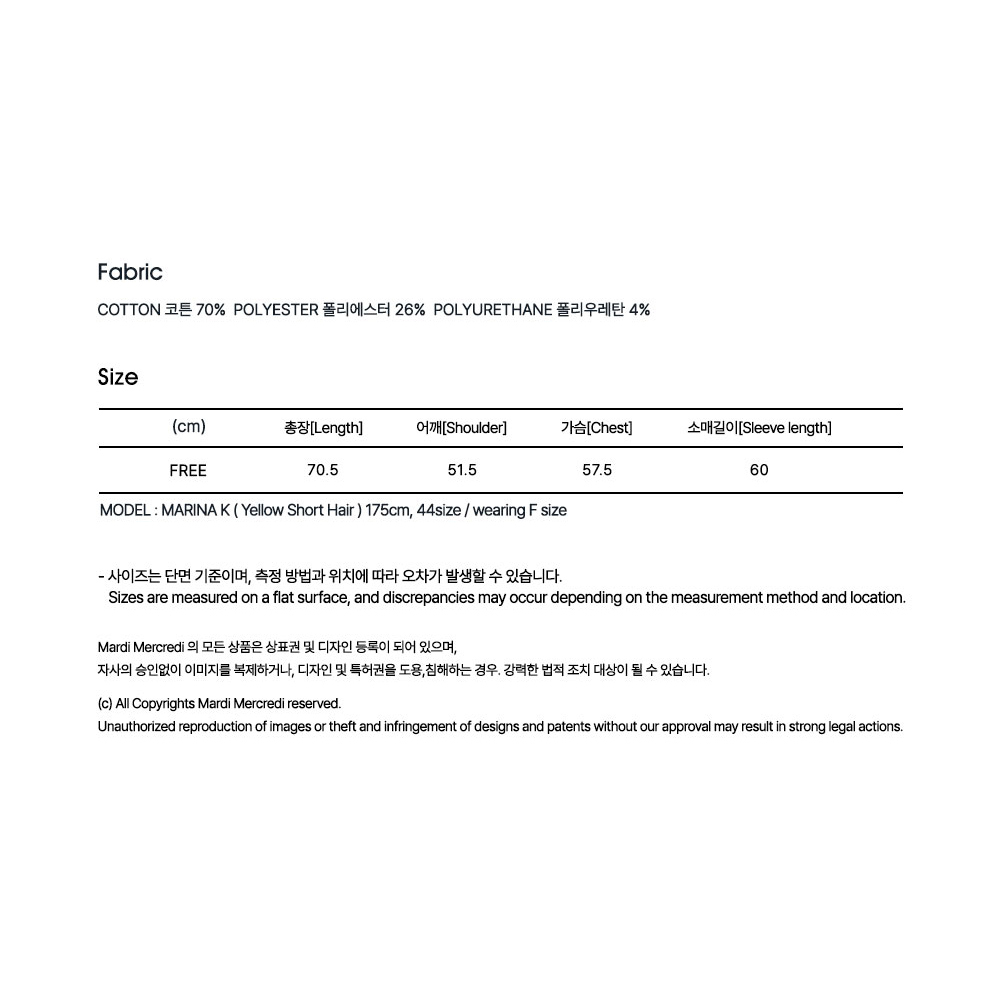 Fabric
COTTON 코튼 70% POLYESTER 폴리에스터 26% POLYURETHANE 폴리우레탄 4%
Size
(cm) 총장[Length] 어깨[Shoulder] 가슴[Chest] 소매길이[Sleeve length]
FREE 70.5 51.5 57.5 60
MODEL : MARINA K ( Yellow Short Hair ) 175cm, 44size / wearing F size
- 사이즈는 단면 기준이며, 측정 방법과 위치에 따라 오차가 발생할 수 있습니다.
Sizes are measured on a flat surface, and discrepancies may occur depending on the measurement method and location.
Mardi Mercredi 의 모든 상품은 상표권 및 디자인 등록이 되어 있으며,
자사의 승인없이 이미지를 복제하거나, 디자인 및 특허권을 도용,침해하는 경우. 강력한 법적 조치 대상이 될 수 있습니다.
(c) All Copyrights Mardi Mercredi reserved.
Unauthorized reproduction of images or theft and infringement of designs and patents without our approval may result in strong legal actions.